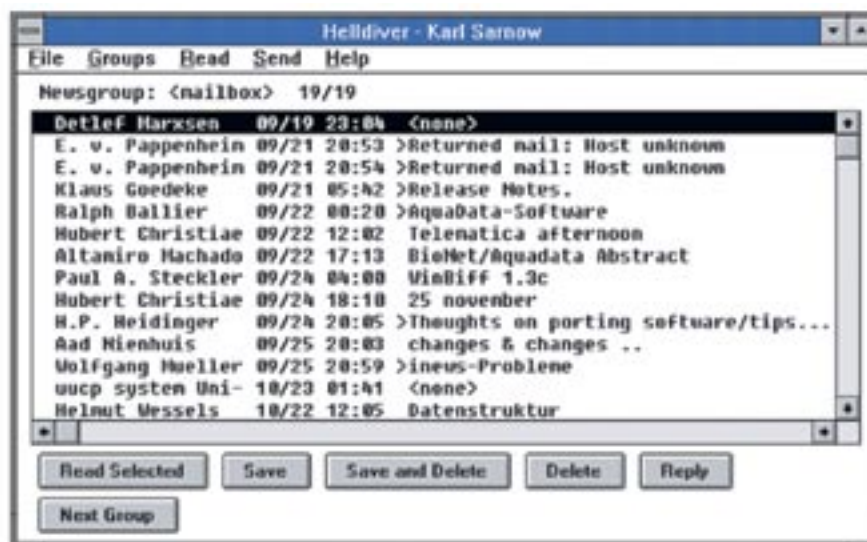 Helldiver - Karl Sarnow
File Groups Read Send Help
Newsgroup: <mailbox> 19/19
Detlef Marxsen 09/19 23:04 <none>
E. v. Pappenheim 09/21 20:53 >Returned mail: Host unknown
E. v. Pappenheim 09/21 20:54 >Returned mail: Host unknown
Klaus Goedeke 09/21 05:42 >Release Notes.
Ralph Ballier 09/22 00:20 >AquaData-Software
Hubert Christiae 09/22 12:02 Telematica afternoon
Altamiro Machado 09/22 17:13 BioNet/Aquadata Abstract
Paul A. Steckler 09/24 04:00 WinBiff 1.3c
Hubert Christiae 09/24 18:10 25 november
H.P. Heidinger 09/24 20:05 >Thoughts on porting software/tips...
Aad Nienhuis 09/25 20:03 changes & changes ..
Wolfgang Mueller 09/25 20:59 >inews-Probleme
uucp system Uni- 10/23 01:41 <none>
Helmut Wessels 10/22 12:05 Datenstruktur
Read Selected Save Save and Delete Delete Reply
Next Group